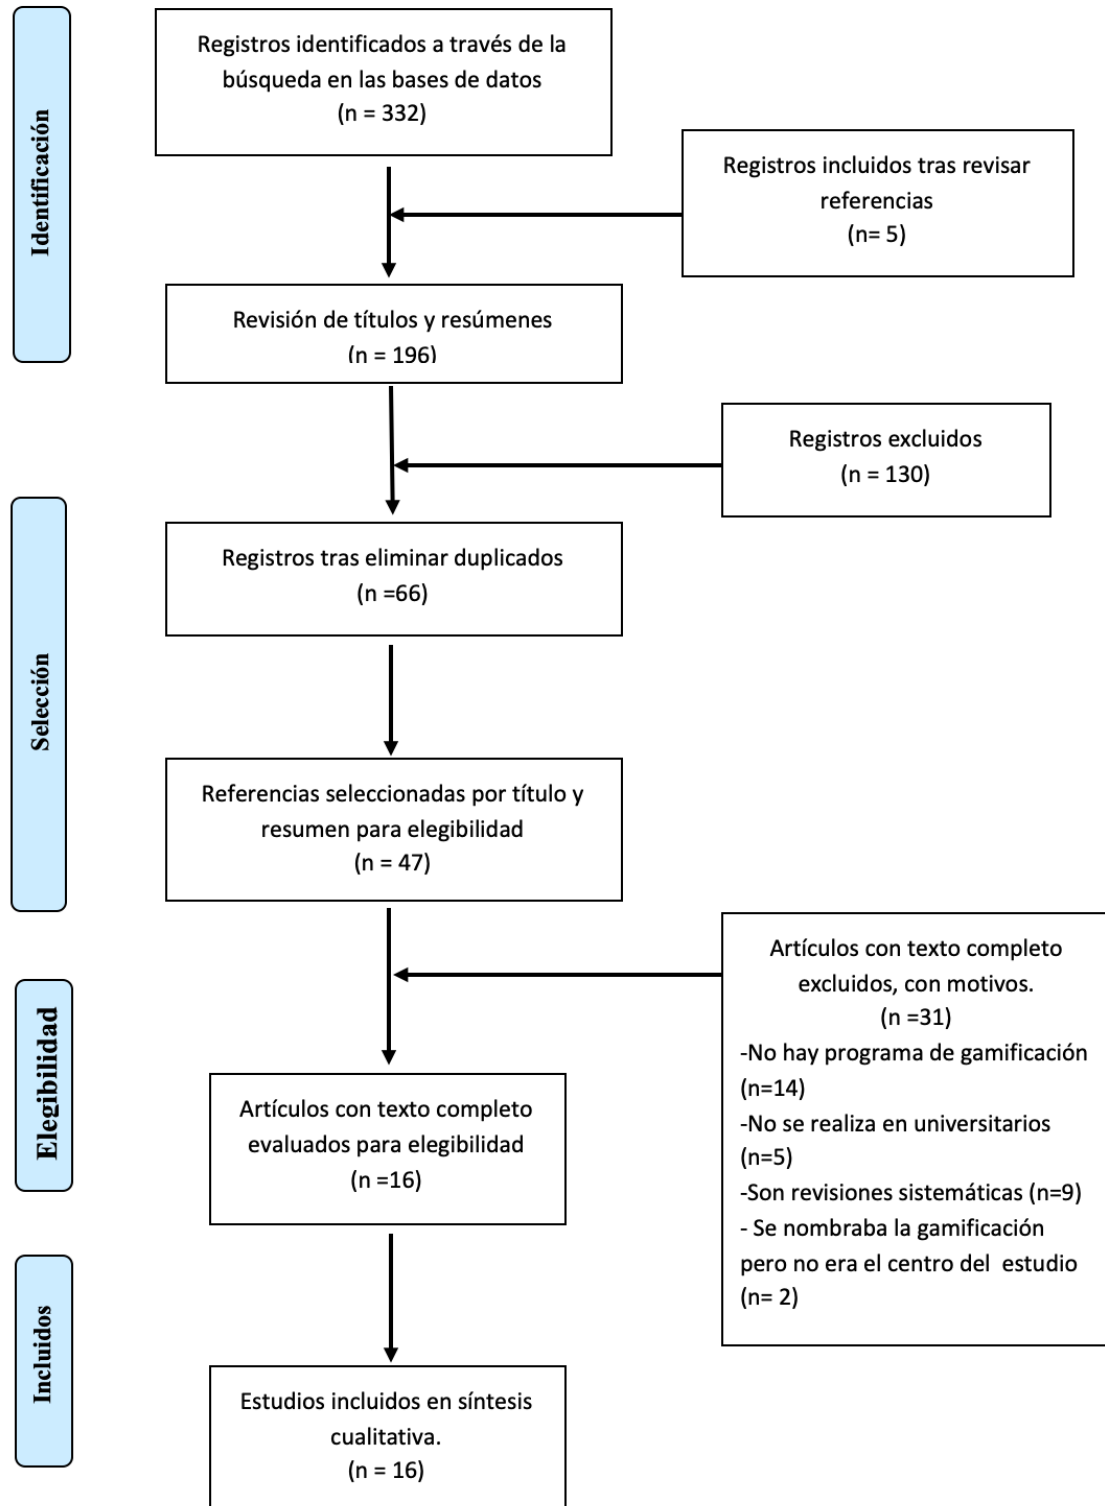 Identificación
Registros identificados a través de la
búsqueda en las bases de datos
(n = 332)
Registros incluidos tras revisar
referencias
(n= 5)
Revisión de títulos y resúmenes
(n = 196)
Registros excluidos
(n = 130)
Selección
Registros tras eliminar duplicados
(n =66)
Referencias seleccionadas por título y
resumen para elegibilidad
(n = 47)
Elegibilidad
Artículos con texto completo
excluidos, con motivos.
(n =31)
-No hay programa de gamificación
(n=14)
-No se realiza en universitarios
(n=5)
-Son revisiones sistemáticas (n=9)
- Se nombraba la gamificación
pero no era el centro del  estudio
(n= 2)
Artículos con texto completo
evaluados para elegibilidad
(n =16)
Incluidos
Estudios incluidos en síntesis
cualitativa.
(n = 16)